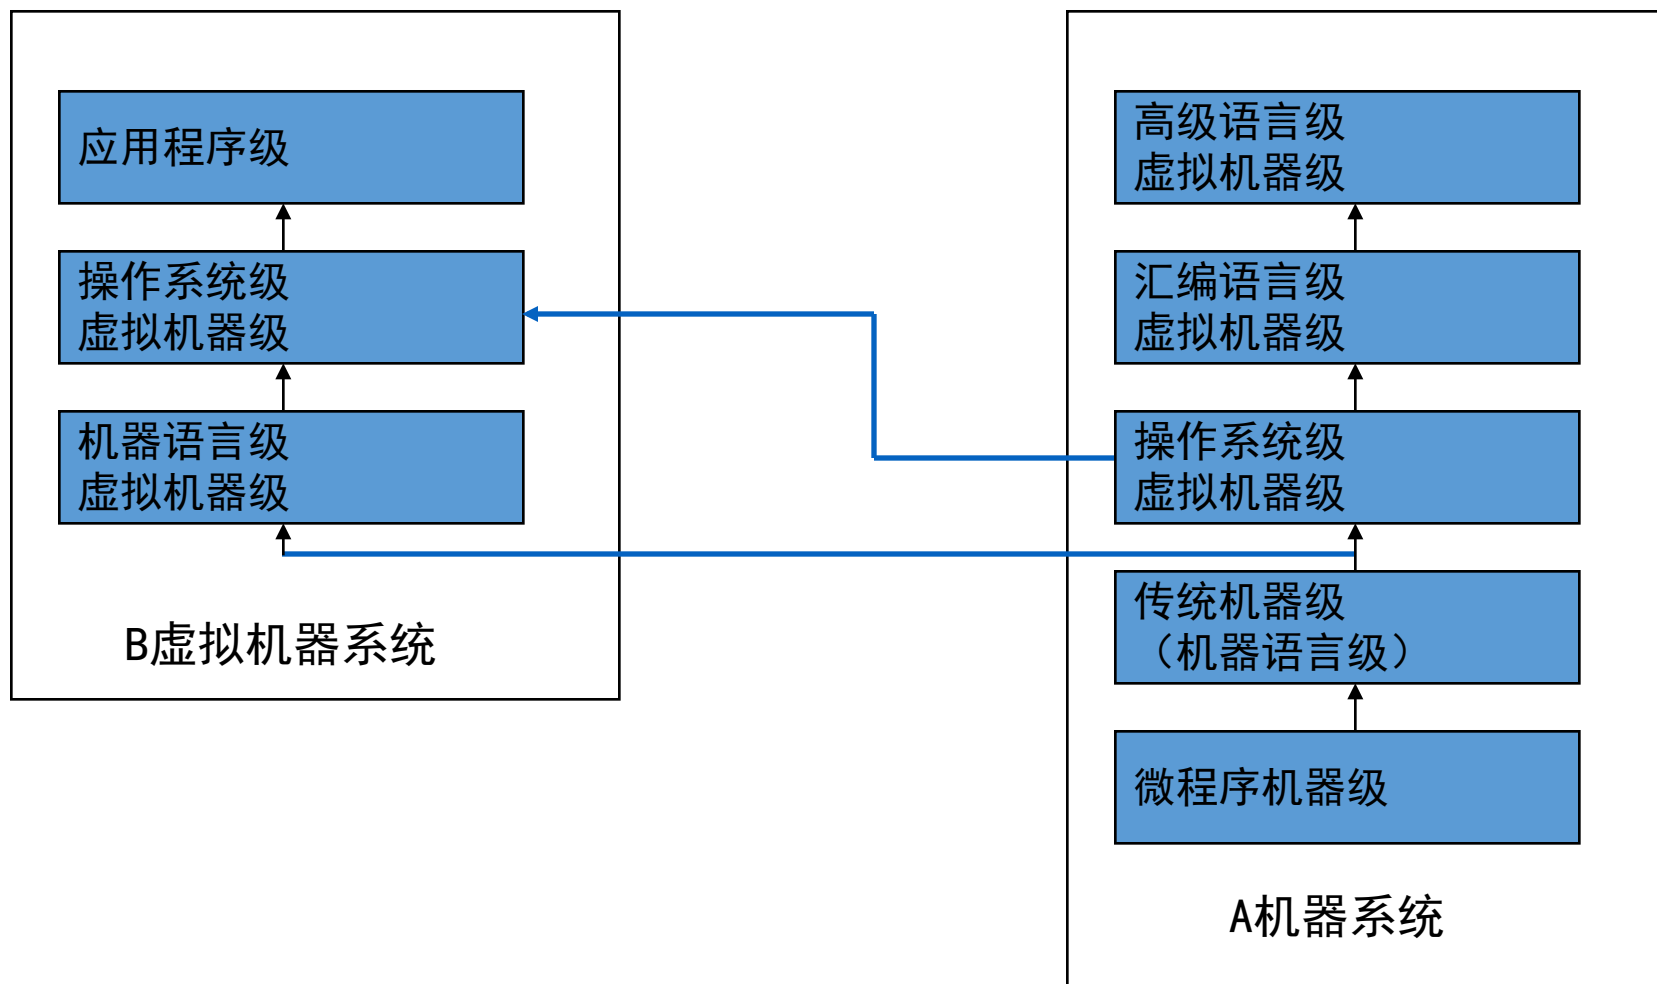 应用程序级
操作系统级
虚拟机器级
机器语言级
虚拟机器级
B虚拟机器系统
高级语言级
虚拟机器级
汇编语言级
虚拟机器级
操作系统级
虚拟机器级
传统机器级
（机器语言级）
微程序机器级
A机器系统